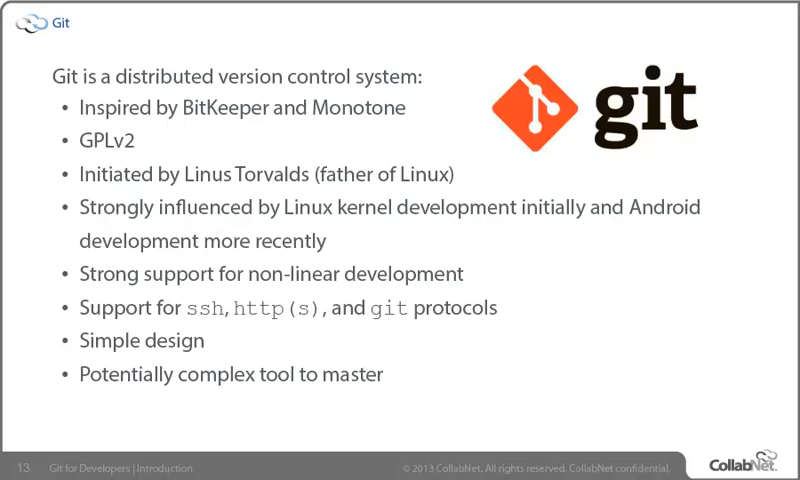 Git
Git is a distributed version control system:
git
• Inspired by BitKeeper and Monotone
• GPLv2
• Initiated by Linus Torvalds (father of Linux)
• Strongly influenced by Linux kernel development initially and Android
development more recently
• Strong support for non-linear development
• Support for ssh, http(s), and git protocols
• Simple design
• Potentially complex tool to master
13 Git for Developers | Introduction © 2013 CollabNet. All rights reserved. CollabNet confidential. CollabNet